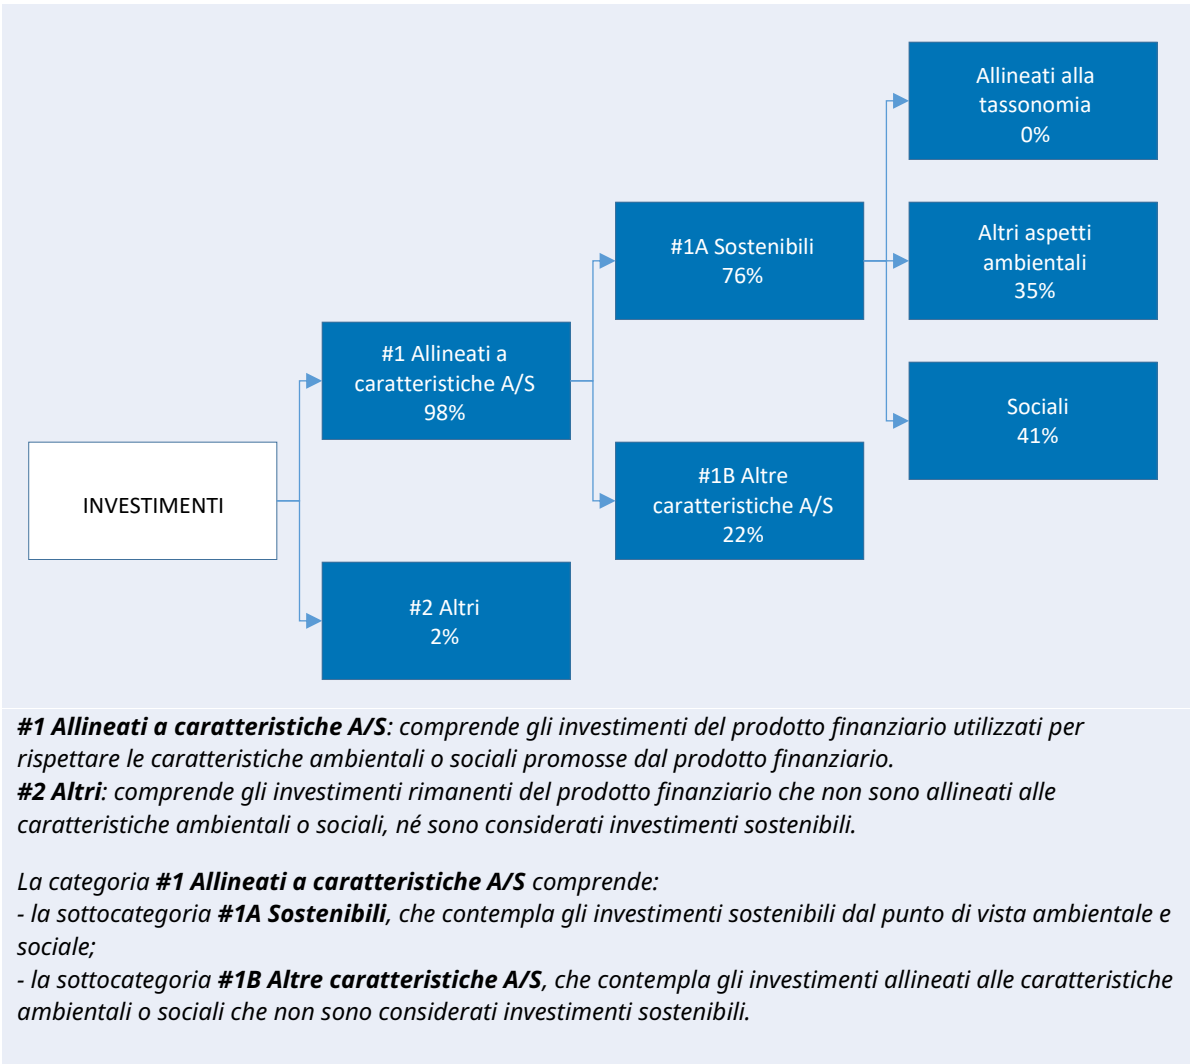 Allineati alla
tassonomia
0%
#1A Sostenibili
76%
Altri aspetti
ambientali
35%
#1 Allineati a
caratteristiche A/S
98%
Sociali
41%
INVESTIMENTI
#1B Altre
caratteristiche A/S
22%
#2 Altri
2%
#1 Allineati a caratteristiche A/S: comprende gli investimenti del prodotto finanziario utilizzati per
rispettare le caratteristiche ambientali o sociali promosse dal prodotto finanziario.
#2 Altri: comprende gli investimenti rimanenti del prodotto finanziario che non sono allineati alle
caratteristiche ambientali o sociali, né sono considerati investimenti sostenibili.
La categoria #1 Allineati a caratteristiche A/S comprende:
- la sottocategoria #1A Sostenibili, che contempla gli investimenti sostenibili dal punto di vista ambientale e
sociale;
- la sottocategoria #1B Altre caratteristiche A/S, che contempla gli investimenti allineati alle caratteristiche
ambientali o sociali che non sono considerati investimenti sostenibili.